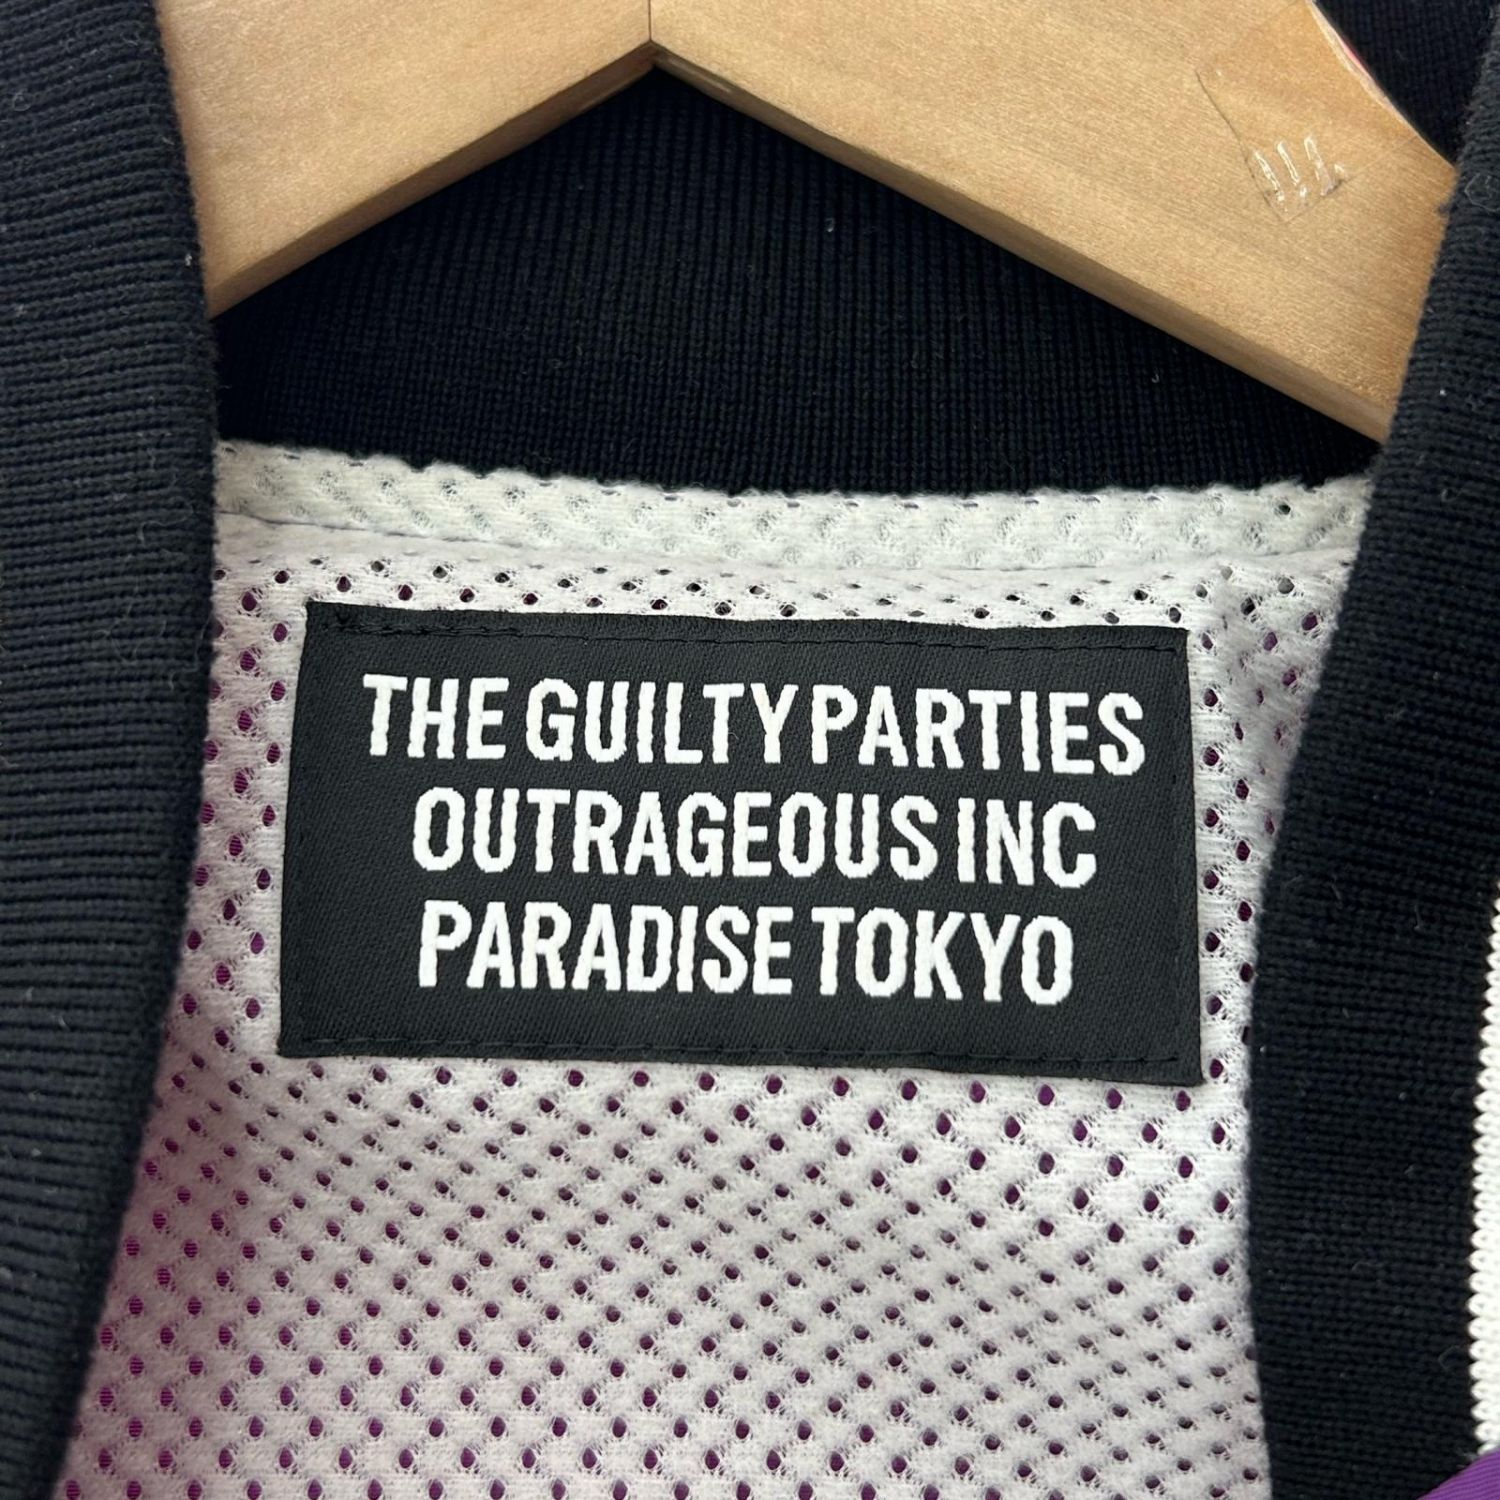 THE GUILTY PARTIES
OUTRAGEOUS INC
PARADISE TOKYO